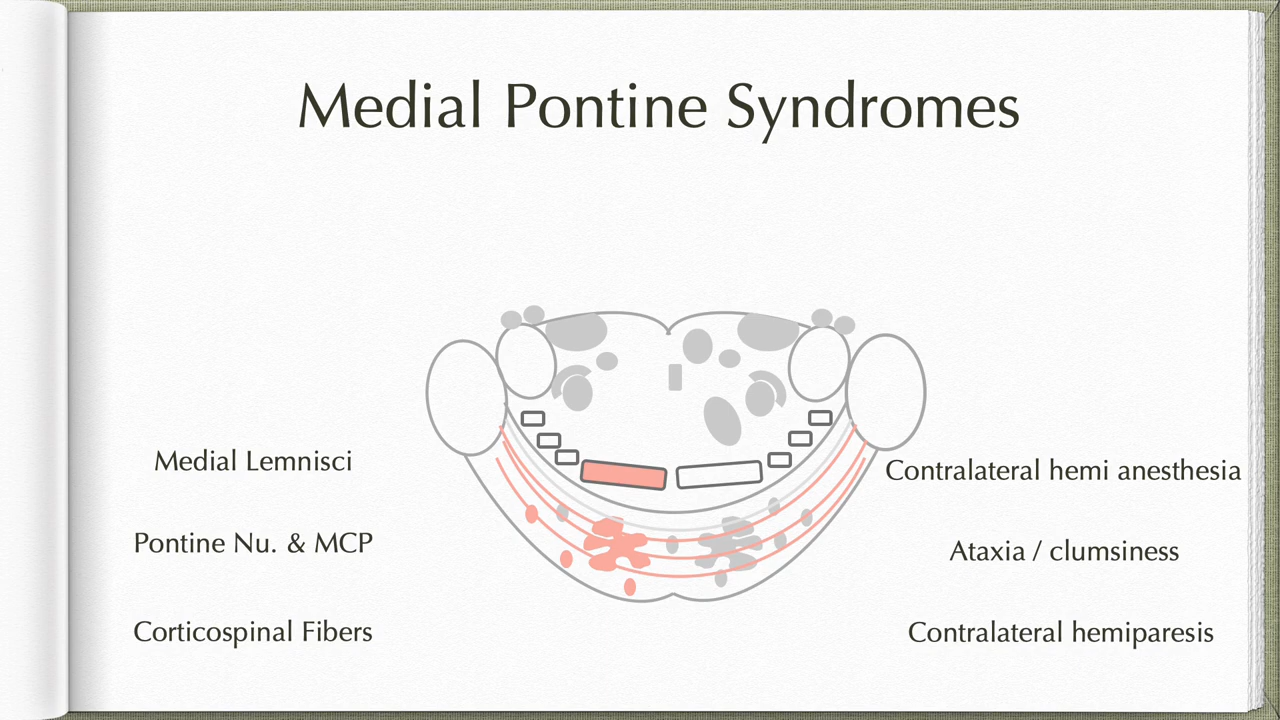 Medial Pontine Syndromes
Medial Lemnisci
Contralateral hemi anesthesia
Pontine Nu. & MCP
Ataxia / clumsiness
Corticospinal Fibers
Contralateral hemiparesis